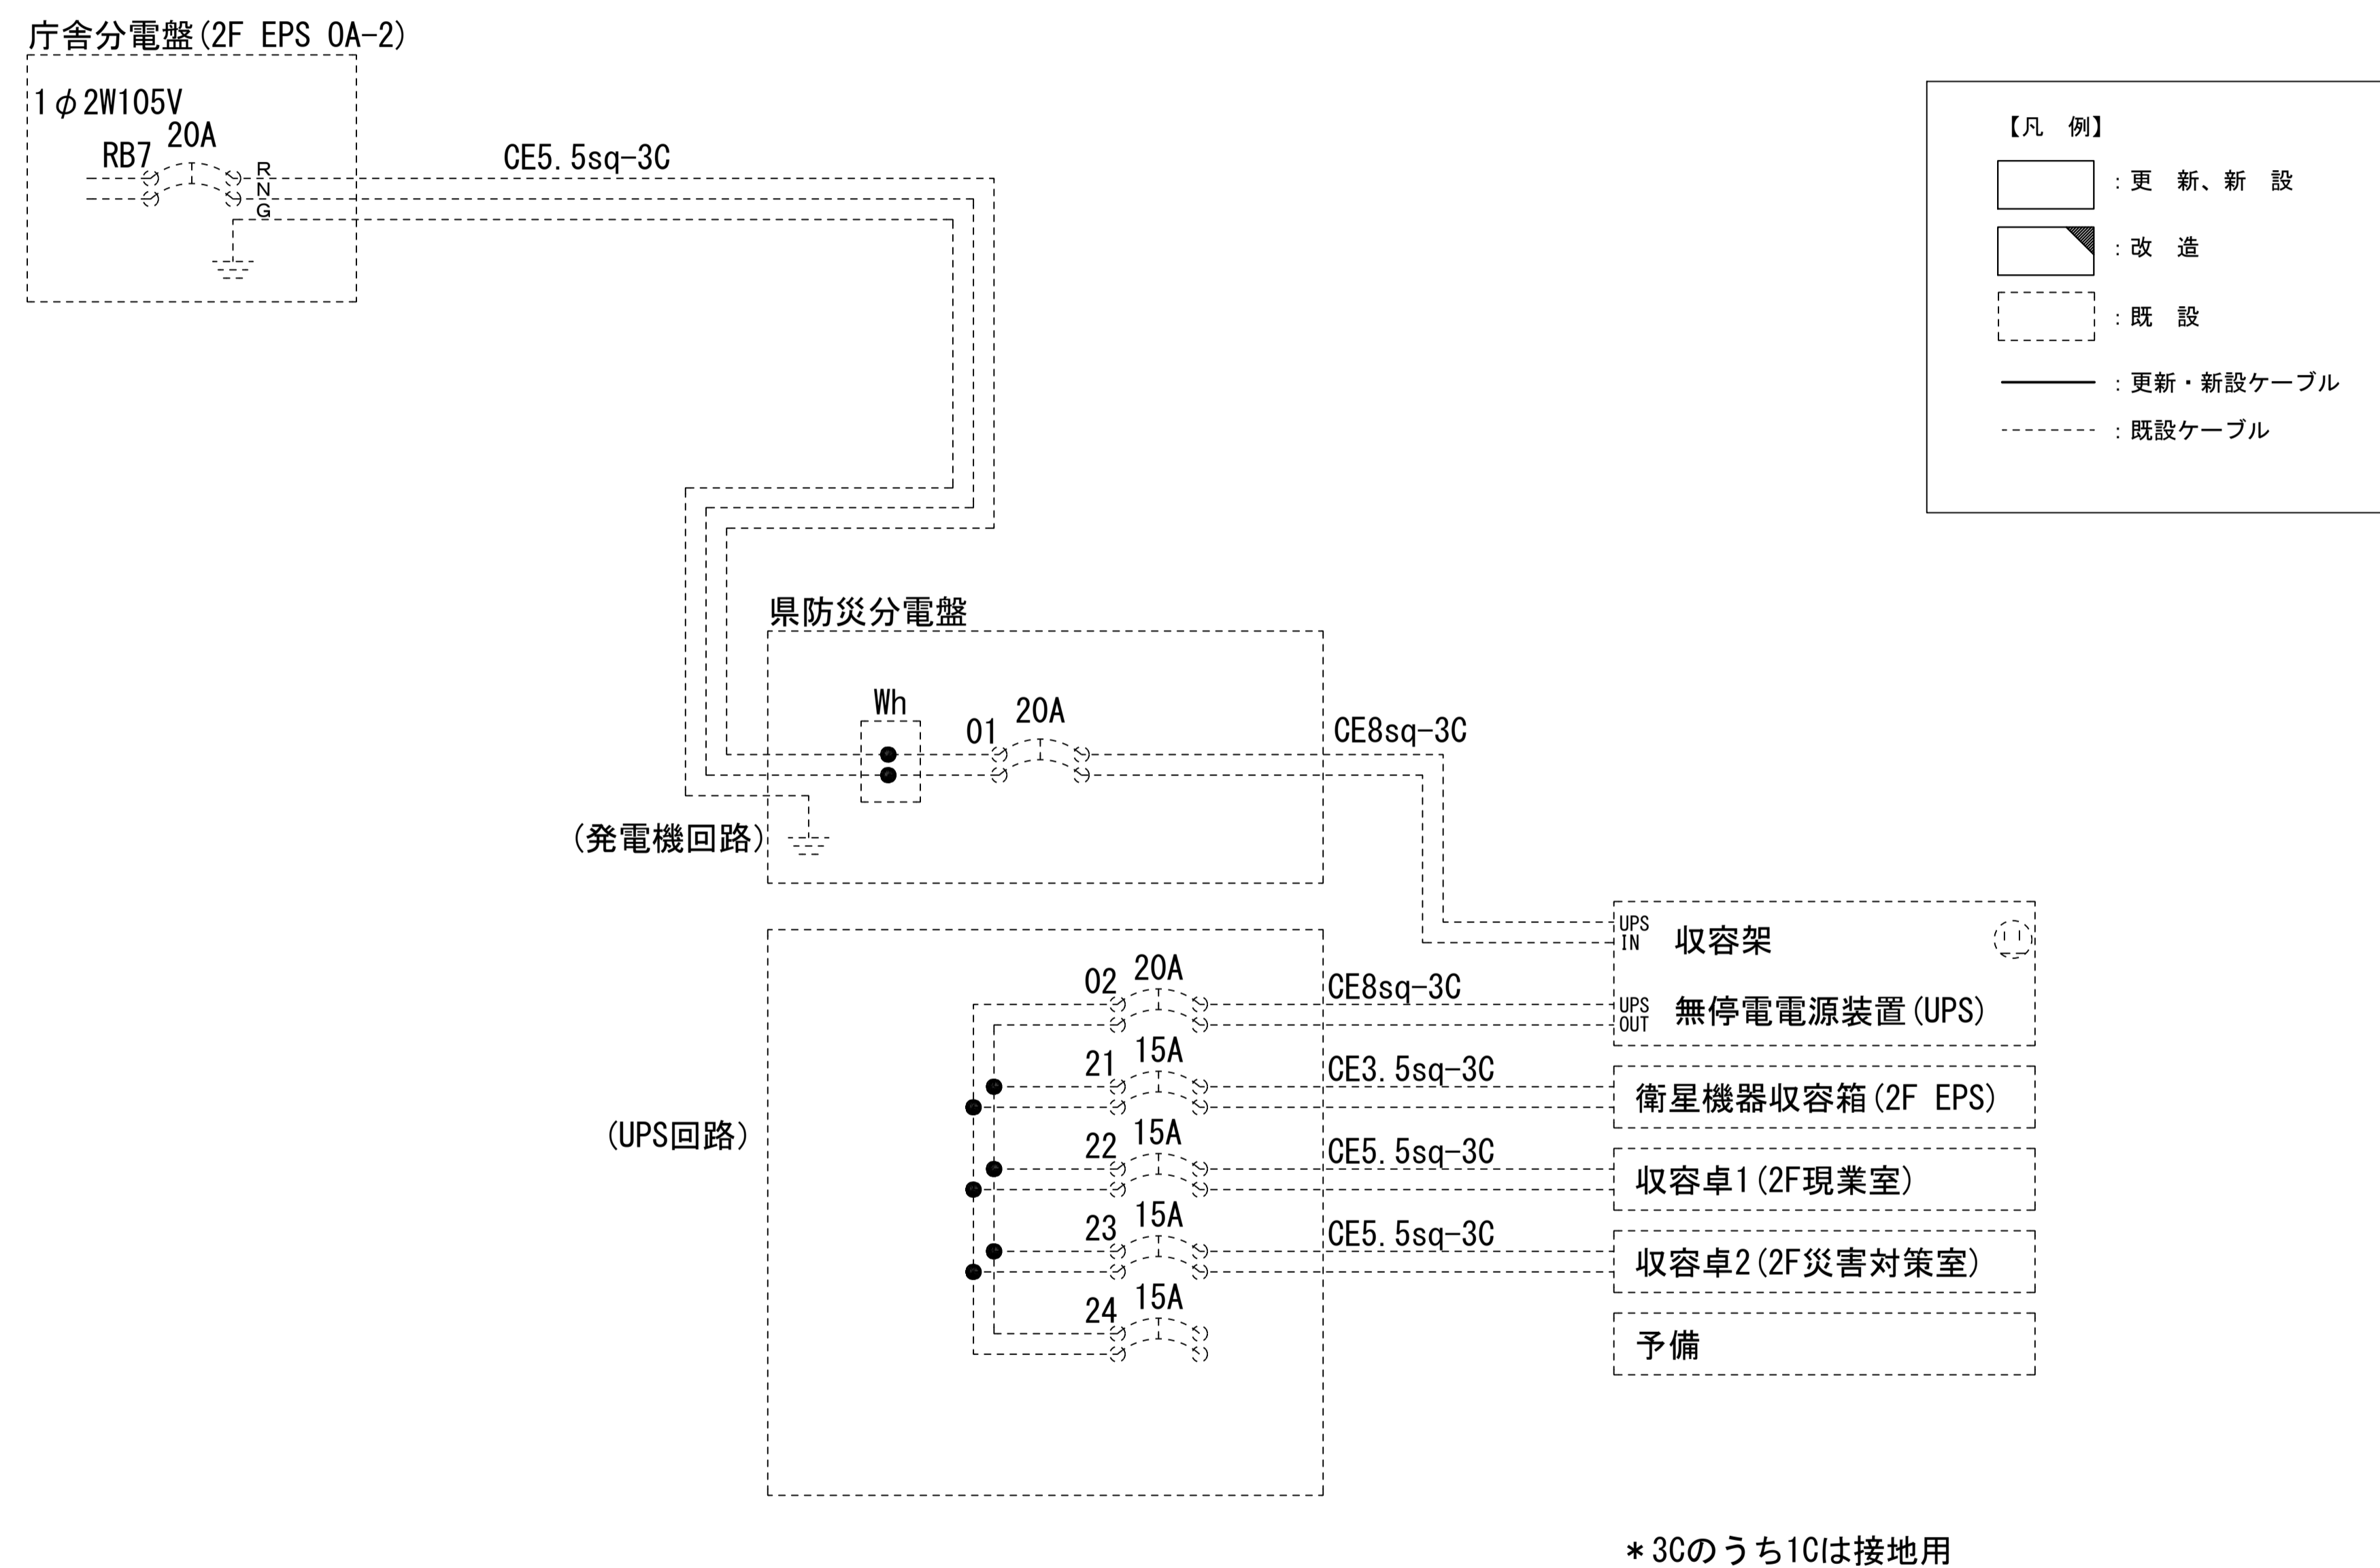 庁舎分電盤(2F EPS OA-2)
1φ2W105V
20A
RB7
R
N
G
CE5.5sq-3C
【凡　例】
：更　新、新　設
：改　造
：既　設
：更新・新設ケーブル
：既設ケーブル
県防災分電盤
Wh
01
20A
CE8sq-3C
(発電機回路)
UPS
IN
収容架
02
20A
CE8sq-3C
UPS
OUT
無停電電源装置(UPS)
21
15A
CE3.5sq-3C
衛星機器収容箱(2F EPS)
(UPS回路)
22
15A
CE5.5sq-3C
収容卓1(2F現業室)
23
15A
CE5.5sq-3C
収容卓2(2F災害対策室)
24
15A
予備
＊3Cのうち1Cは接地用